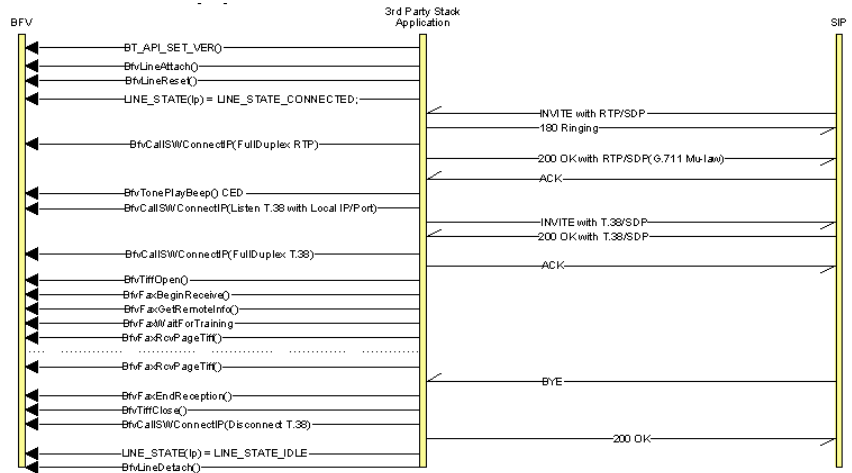 3rd Party Stack
Application
BFV
SIP
BT_API_SET_VER()
BfvLineAttach()
BfvLineReset()
LINE_STATE(lp) = LINE_STATE_CONNECTED;
INVITE with RTP/SDP
180 Ringing
BfvCallSWConnectIP(FullDuplex RTP)
200 OK with RTP/SDP(G.711 Mu-law)
ACK
BfvTonePlayBeep() CED
BfvCallSWConnectIP(Listen T.38 with Local IP/Port)
INVITE with T.38/SDP
200 OK with T.38/SDP
BfvCallSWConnectIP(FullDuplex T.38)
ACK
BfvTiffOpen()
BfvFaxBeginReceive()
BfvFaxGetRemoteInfo()
BfvFaxWaitForTraining
BfvFaxRcvPageTiff()
BfvFaxRcvPageTiff()
BYE
BfvFaxEndReception()
BfvTiffClose()
BfvCallSWConnectIP(Disconnect T.38)
200 OK
LINE_STATE(lp) = LINE_STATE_IDLE
BfvLineDetach()